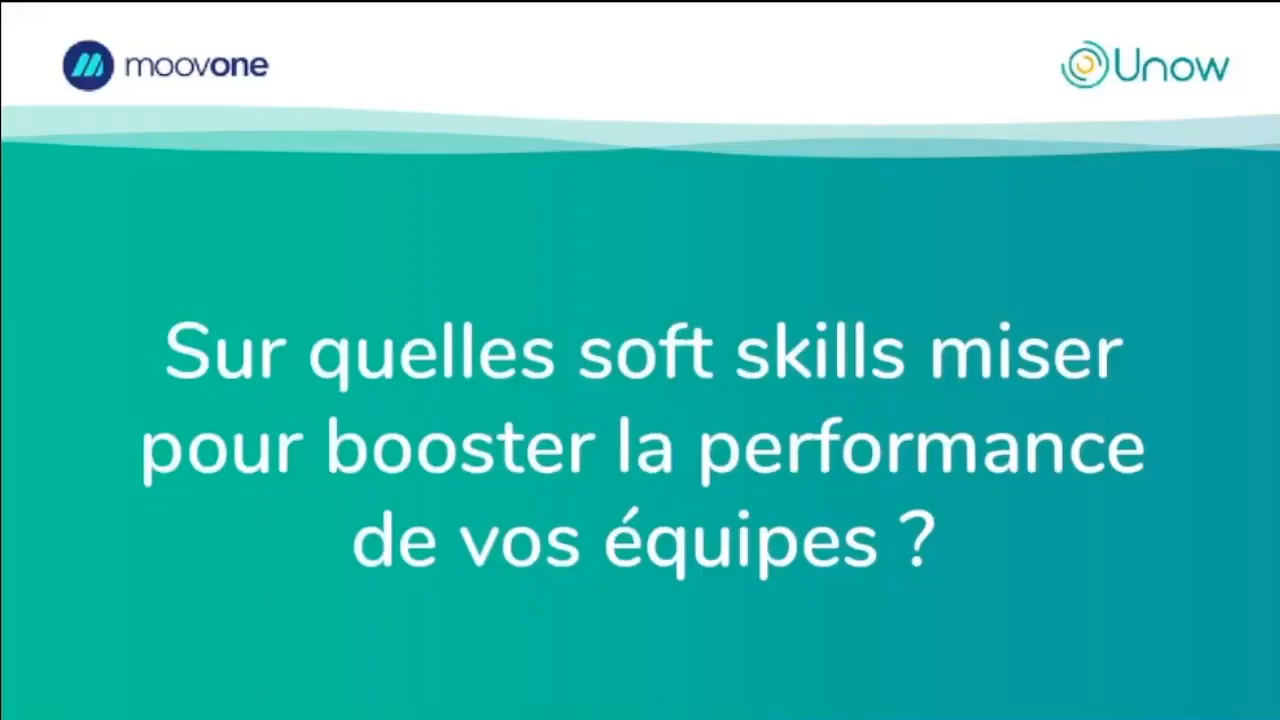 moovone
Unow
Sur quelles soft skills miser
pour booster la performance
de vos équipes ?